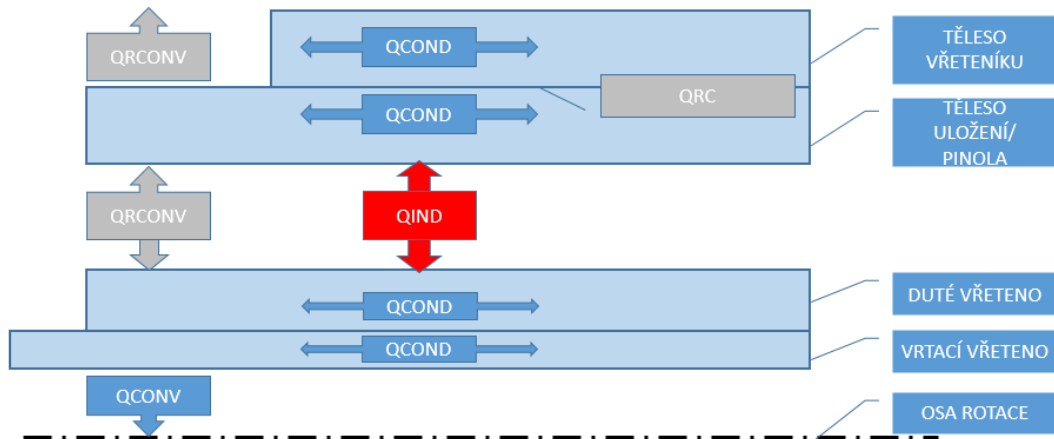 QRCONV
QCOND
TĚLESO
VŘETENÍKU
QRC
QCOND
TĚLESO
ULOŽENÍ/
PINOLA
QRCONV
QIND
QCOND
DUTÉ VŘETENO
QCOND
VRTACÍ VŘETENO
QCONV
OSA ROTACE